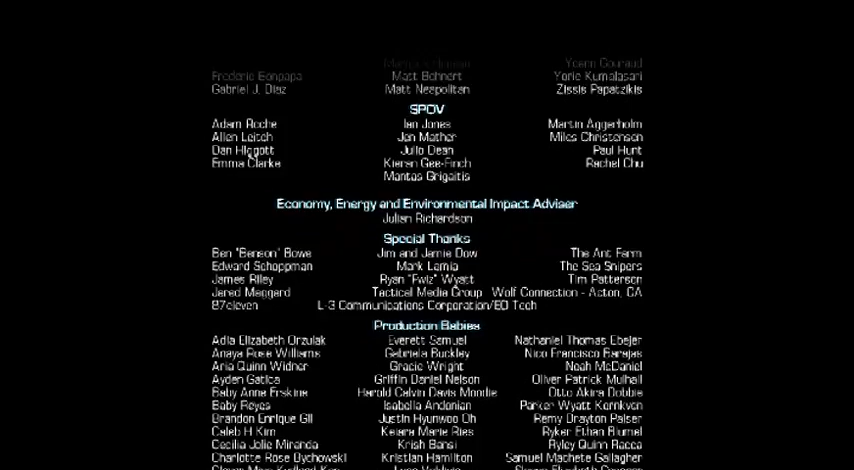 Yoann Gouraud
Frederic Bonpapa Matt Bohnert Yorie Kumalasari
Gabriel J. Diaz Matt Neapolitan Zissis Papatzikis
SPOV
Adam Roche Ian Jones Martin Aggerholm
Allen Leitch Jen Mather Miles Christensen
Dan Higgott Julio Dean Paul Hunt
Emma Clarke Kieran Gee-Finch Rachel Chu
Mantas Grigaitis
Economy, Energy and Environmental Impact Adviser
Julian Richardson
Special Thanks
Ben "Benson" Bowe Jim and Jamie Dow The Ant Farm
Edward Schoppman Mark Lamia The Sea Snipers
James Riley Ryan "Fwiz" Wyatt Tim Patterson
Jared Maggard Tactical Media Group Wolf Connection - Acton, CA
87eleven L-3 Communications Corporation/EO Tech
Production Babies
Adla Elizabeth Orzulak Everett Samuel Nathaniel Thomas Ebejer
Anaya Rose Williams Gabriela Buckley Nico Francisco Barajas
Aria Quinn Widner Gracie Wright Noah McDaniel
Ayden Gatica Griffin Daniel Nelson Oliver Patrick Mulhall
Baby Anne Erskine Harold Calvin Davis Moodie Otto Akira Dobbie
Baby Reyes Isabella Andonian Parker Wyatt Kornkven
Brandon Enrique Gil Justin Hyunwoo Oh Remy Drayton Palser
Caleb H Kim Keiara Marie Ries Ryker Ethan Blumel
Cecilia Jolie Miranda Krish Bansi Ryley Quinn Racca
Charlotte Rose Dychowski Kristian Hamilton Samuel Machete Gallagher